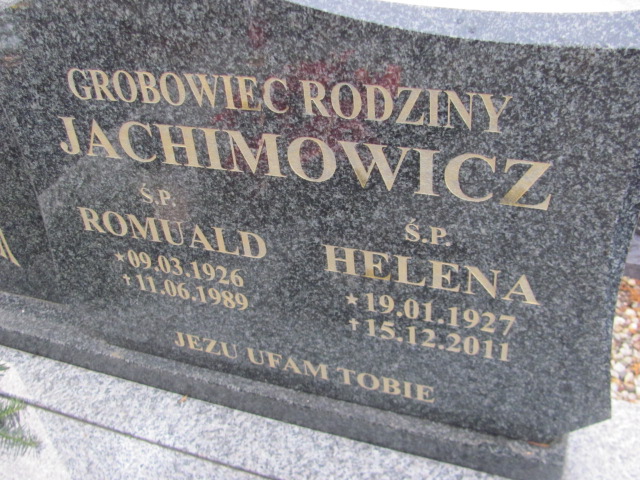 GROBOWIEC RODZINY
JACHIMOWICZ
Ś.P.
ROMUALD
*09.03.1926
+11.06.1989
Ś.P.
HELENA
*19.01.1927
+15.12.2011
JEZU UFAM TOBIE